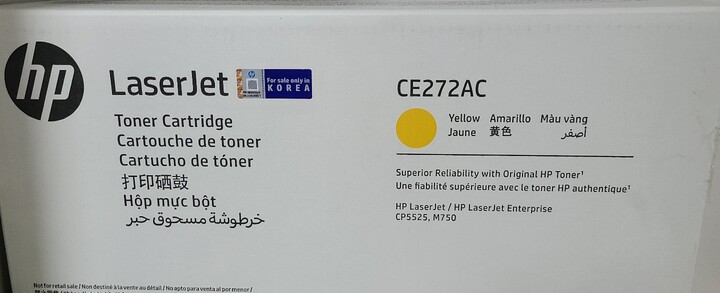 hp
LaserJet
For sale only in
KOREA
Toner Cartridge
Cartouche de toner
Cartucho de tóner
打印硒鼓
Hộp mực bột
خرطوشة مسحوق حبر
CE272AC
Yellow Amarillo Màu vàng
Jaune 黄色 أصفر
Superior Reliability with Original HP Toner¹
Une fiabilité supérieure avec le toner HP authentique¹
HP LaserJet / HP LaserJet Enterprise
CP5525, M750
Not for retail sale / Non destiné à la vente au détail / No apto para venta al por menor /